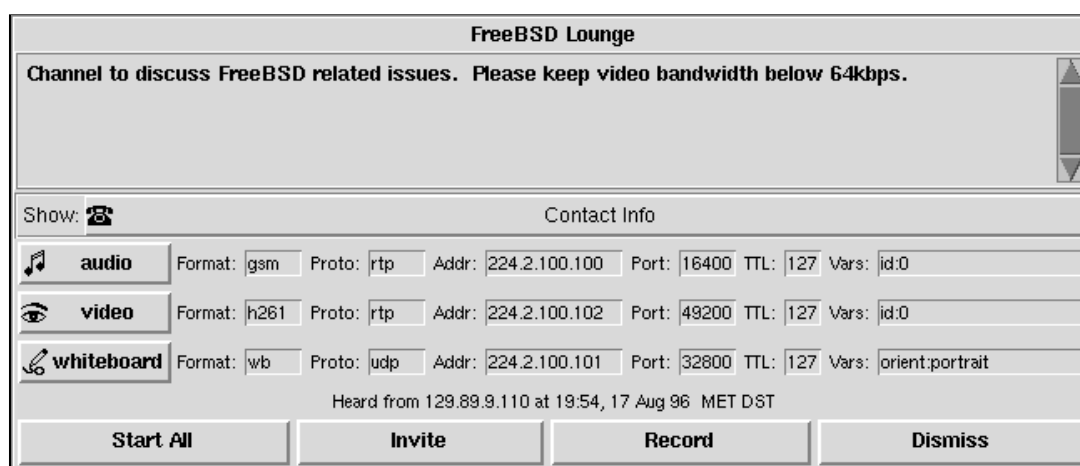 FreeBSD Lounge
Channel to discuss FreeBSD related issues.  Please keep video bandwidth below 64kbps.
Show: Contact Info
audio Format: gsm Proto: rtp Addr: 224.2.100.100 Port: 16400 TTL: 127 Vars: id:0
video Format: h261 Proto: rtp Addr: 224.2.100.102 Port: 49200 TTL: 127 Vars: id:0
whiteboard Format: wb Proto: udp Addr: 224.2.100.101 Port: 32800 TTL: 127 Vars: orient:portrait
Heard from 129.89.9.110 at 19:54, 17 Aug 96  MET DST
Start All Invite Record Dismiss